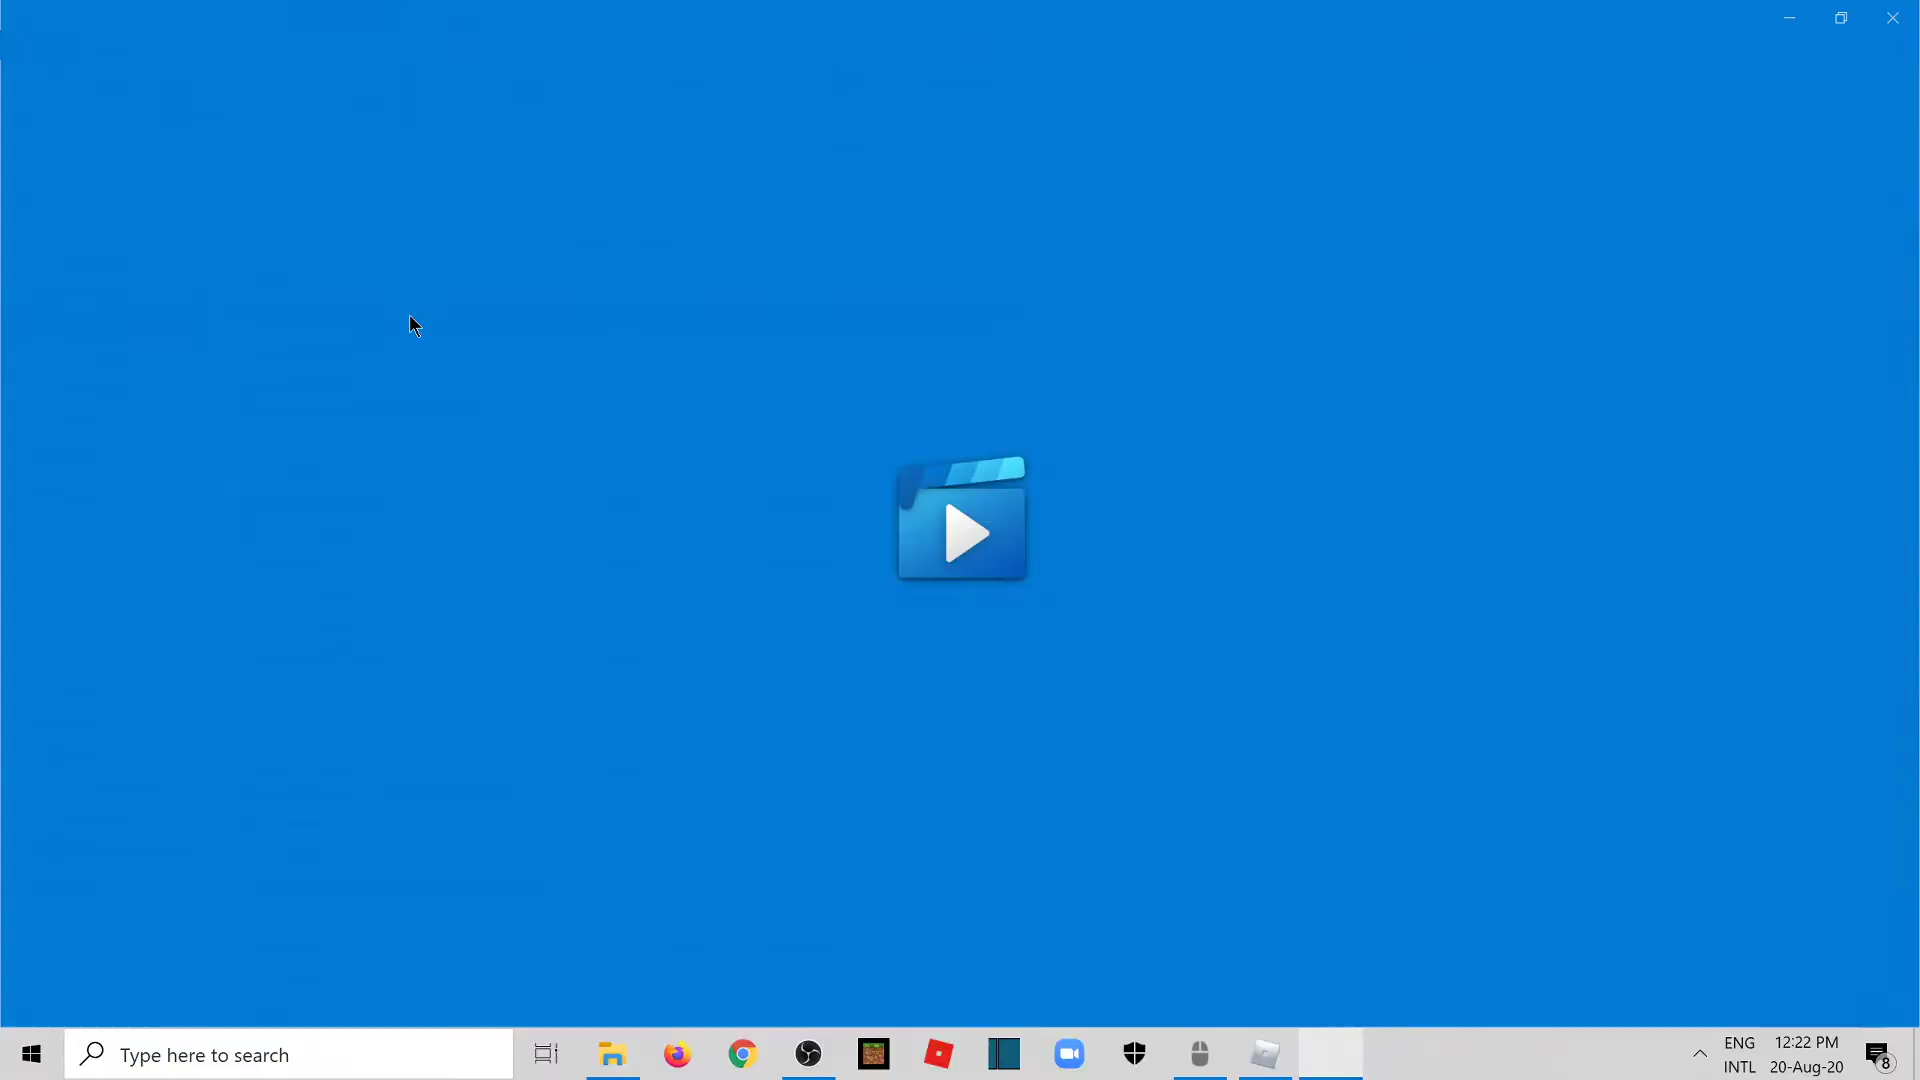 Type here to search
ENG
INTL
12:22 PM
20-Aug-20
8